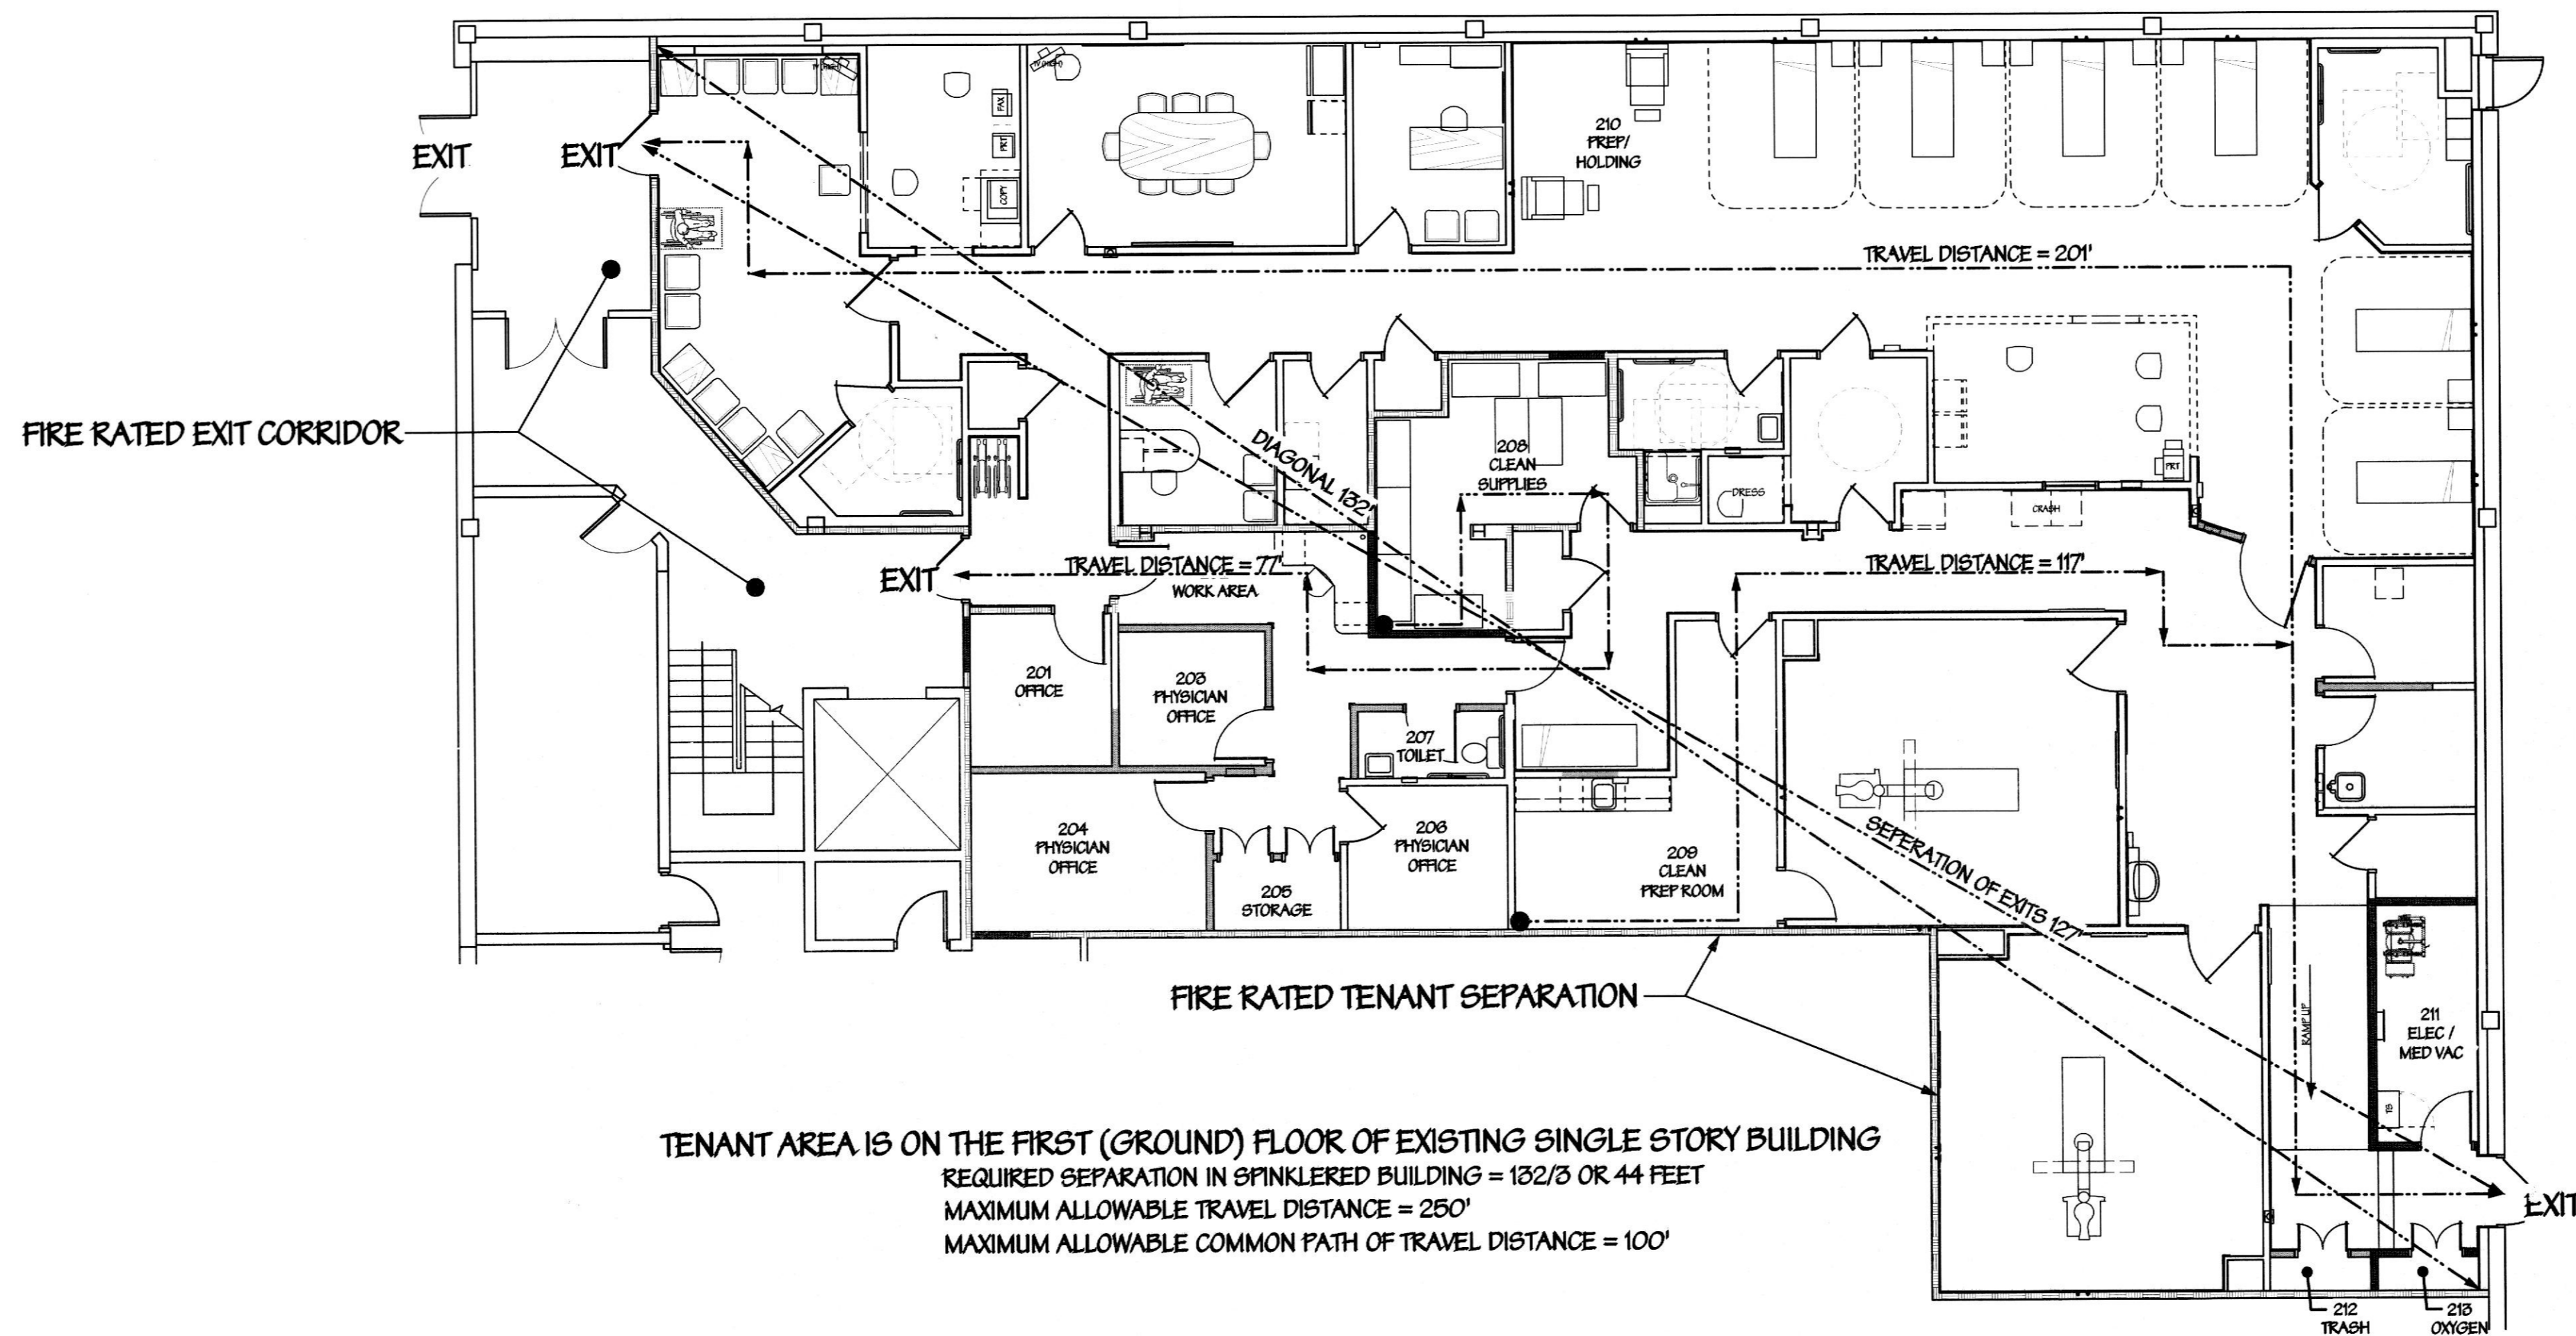 TV (HIGH)
TV (HIGH)
FAX
PRT
COPY
210
PREP/
HOLDING
EXIT
EXIT
TRAVEL DISTANCE = 201'
FIRE RATED EXIT CORRIDOR
DIAGONAL 132'
208
CLEAN
SUPPLIES
DRESS
PRT
CRASH
EXIT
TRAVEL DISTANCE = 77'
WORK AREA
TRAVEL DISTANCE = 117'
201
OFFICE
203
PHYSICIAN
OFFICE
207
TOILET
204
PHYSICIAN
OFFICE
205
STORAGE
206
PHYSICIAN
OFFICE
209
CLEAN
PREP ROOM
SEPERATION OF EXITS 127'
FIRE RATED TENANT SEPARATION
RAMP UP
211
ELEC /
MED VAC
TENANT AREA IS ON THE FIRST (GROUND) FLOOR OF EXISTING SINGLE STORY BUILDING
REQUIRED SEPARATION IN SPINKLERED BUILDING = 132/3 OR 44 FEET
MAXIMUM ALLOWABLE TRAVEL DISTANCE = 250'
MAXIMUM ALLOWABLE COMMON PATH OF TRAVEL DISTANCE = 100'
EXIT
212
TRASH
213
OXYGEN